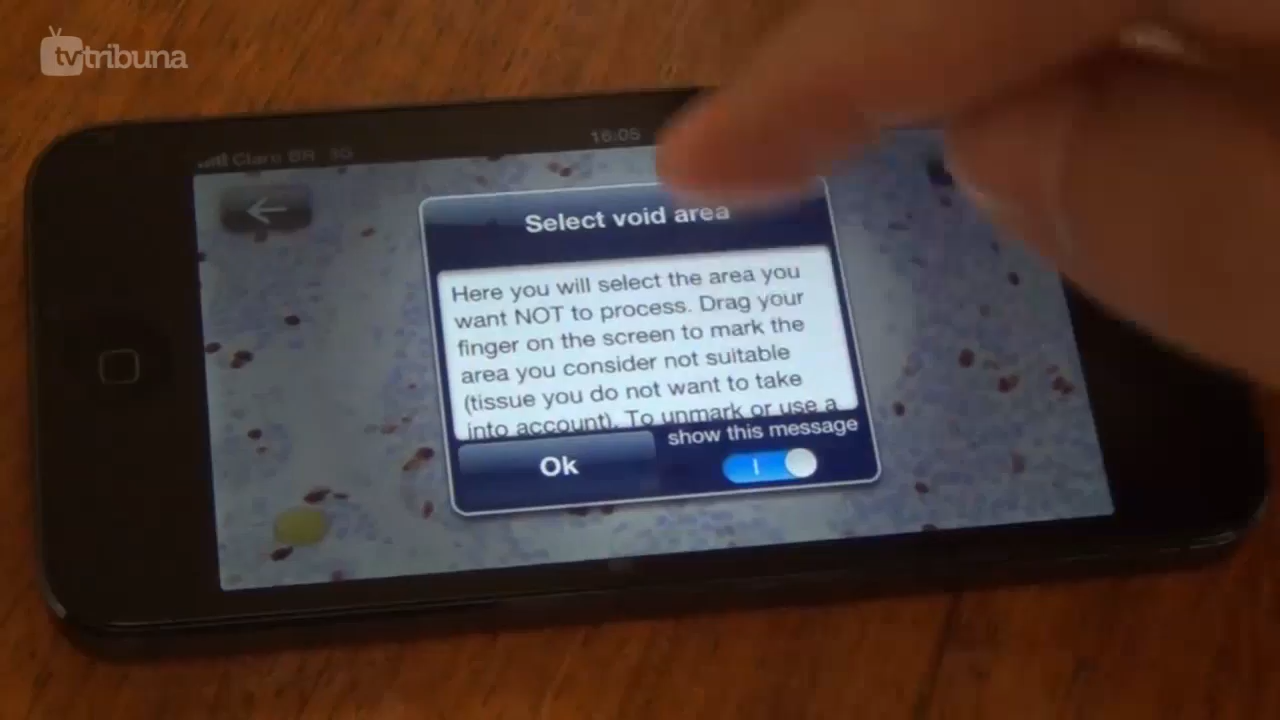 tvtribuna
Claro BR 3G
16:05
Select void area
Here you will select the area you
want NOT to process. Drag your
finger on the screen to mark the
area you consider not suitable
(tissue you do not want to take
into account). To unmark or use a
show this message
Ok